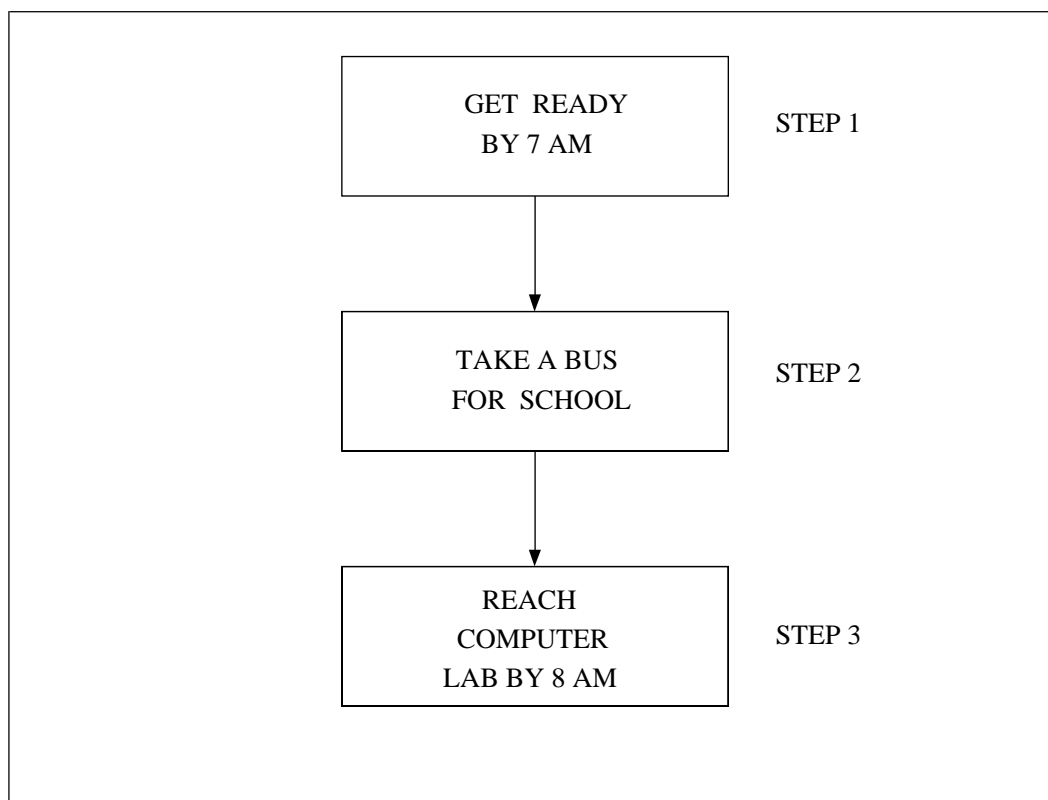 GET READY
BY 7 AM
STEP 1
TAKE A BUS
FOR SCHOOL
STEP 2
REACH
COMPUTER
LAB BY 8 AM
STEP 3